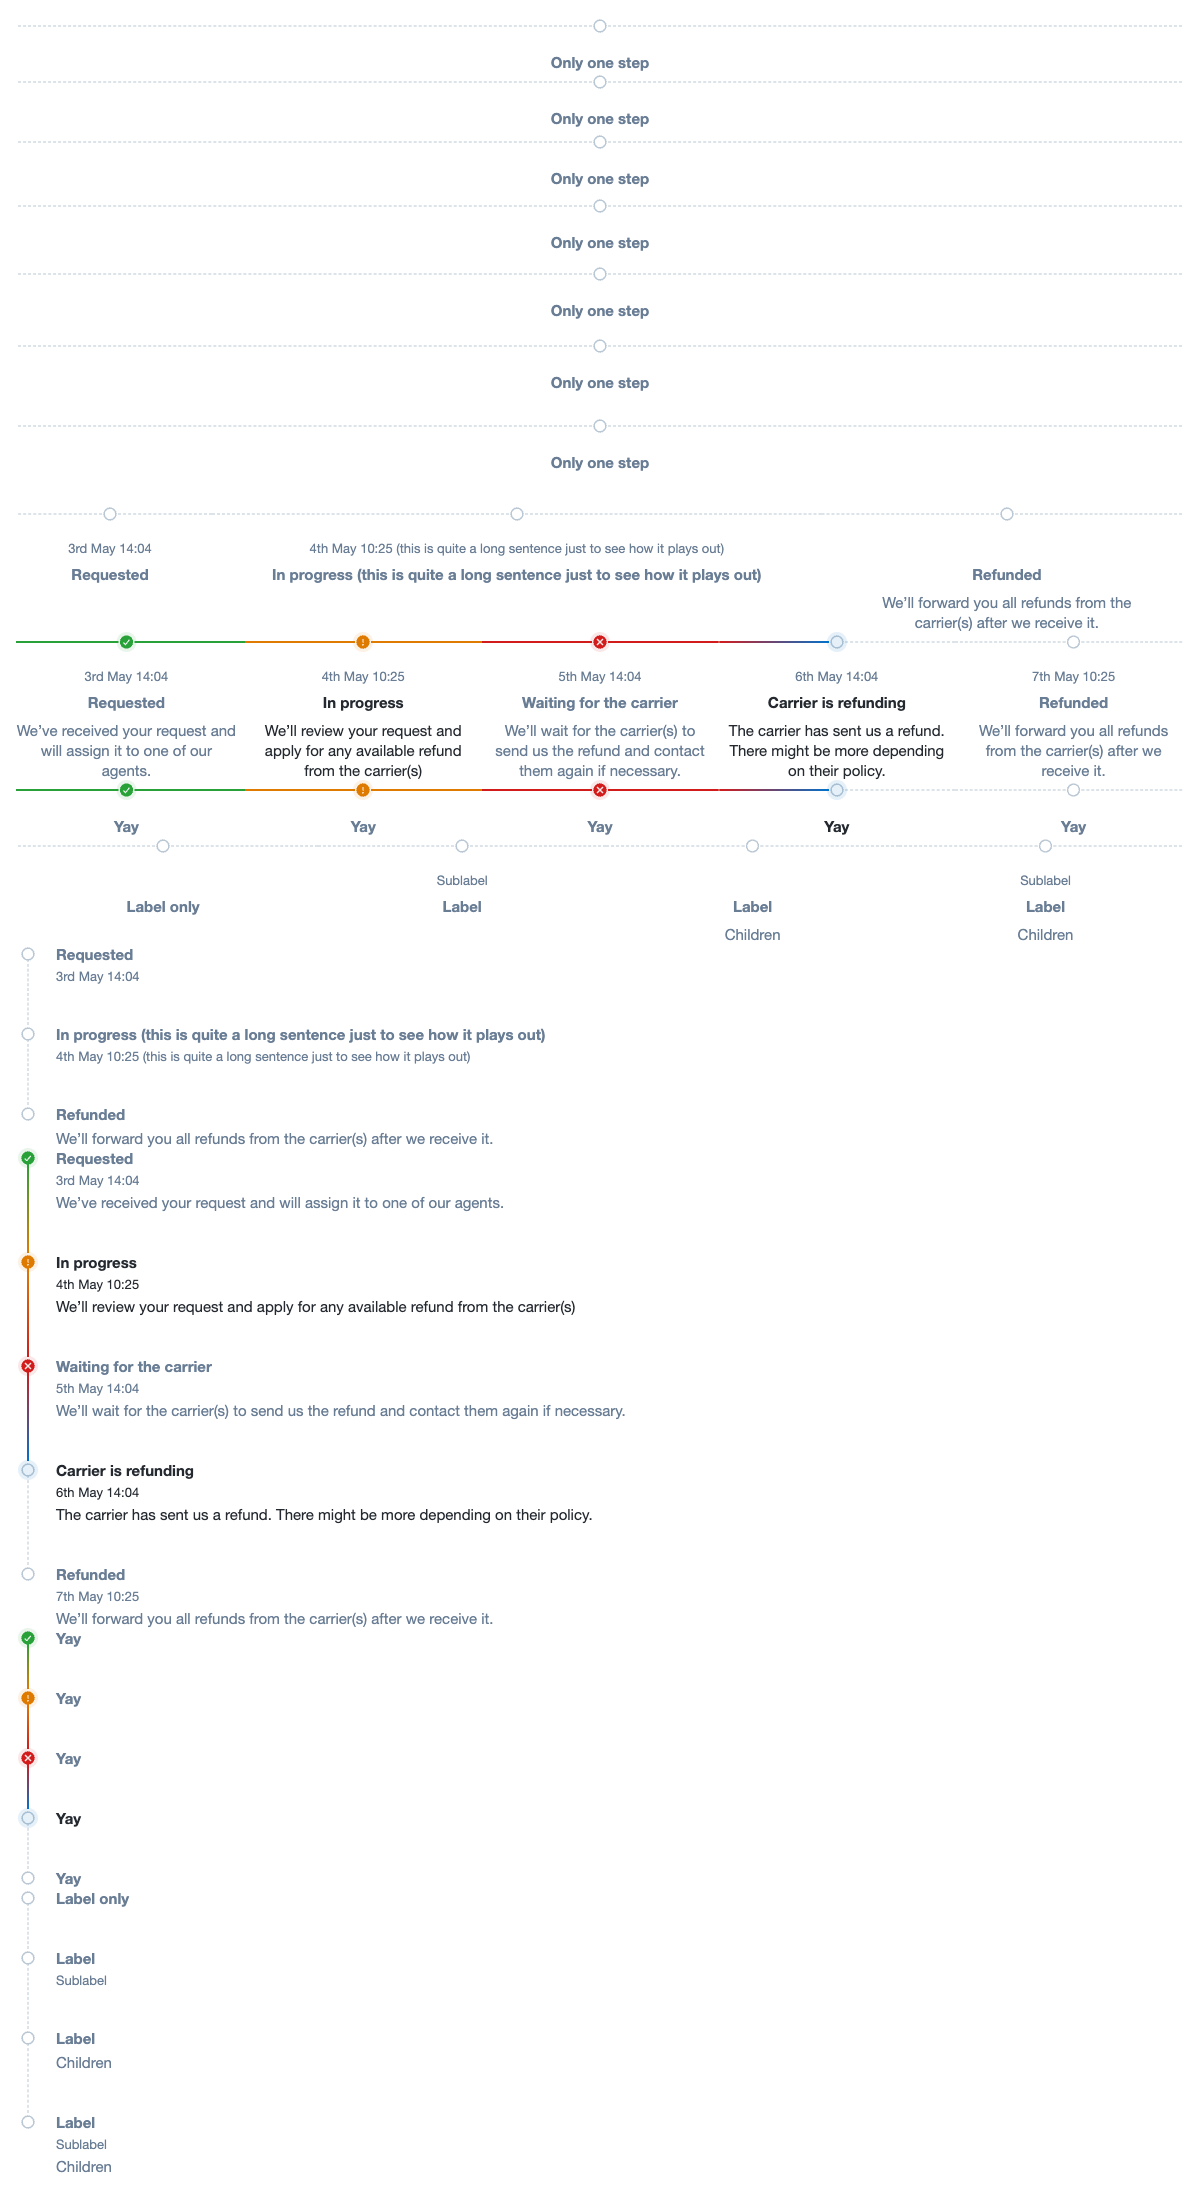 Only one step
Only one step
Only one step
Only one step
Only one step
Only one step
Only one step
3rd May 14:04
Requested
4th May 10:25 (this is quite a long sentence just to see how it plays out)
In progress (this is quite a long sentence just to see how it plays out)
Refunded
We’ll forward you all refunds from the
carrier(s) after we receive it.
3rd May 14:04
Requested
We’ve received your request and
will assign it to one of our
agents.
4th May 10:25
In progress
We’ll review your request and
apply for any available refund
from the carrier(s)
5th May 14:04
Waiting for the carrier
We’ll wait for the carrier(s) to
send us the refund and contact
them again if necessary.
6th May 14:04
Carrier is refunding
The carrier has sent us a refund.
There might be more depending
on their policy.
7th May 10:25
Refunded
We’ll forward you all refunds
from the carrier(s) after we
receive it.
Yay
Yay
Yay
Yay
Yay
Label only
Sublabel
Label
Label
Children
Sublabel
Label
Children
Requested
3rd May 14:04
In progress (this is quite a long sentence just to see how it plays out)
4th May 10:25 (this is quite a long sentence just to see how it plays out)
Refunded
We’ll forward you all refunds from the carrier(s) after we receive it.
Requested
3rd May 14:04
We’ve received your request and will assign it to one of our agents.
In progress
4th May 10:25
We’ll review your request and apply for any available refund from the carrier(s)
Waiting for the carrier
5th May 14:04
We’ll wait for the carrier(s) to send us the refund and contact them again if necessary.
Carrier is refunding
6th May 14:04
The carrier has sent us a refund. There might be more depending on their policy.
Refunded
7th May 10:25
We’ll forward you all refunds from the carrier(s) after we receive it.
Yay
Yay
Yay
Yay
Yay
Label only
Label
Sublabel
Label
Children
Label
Sublabel
Children